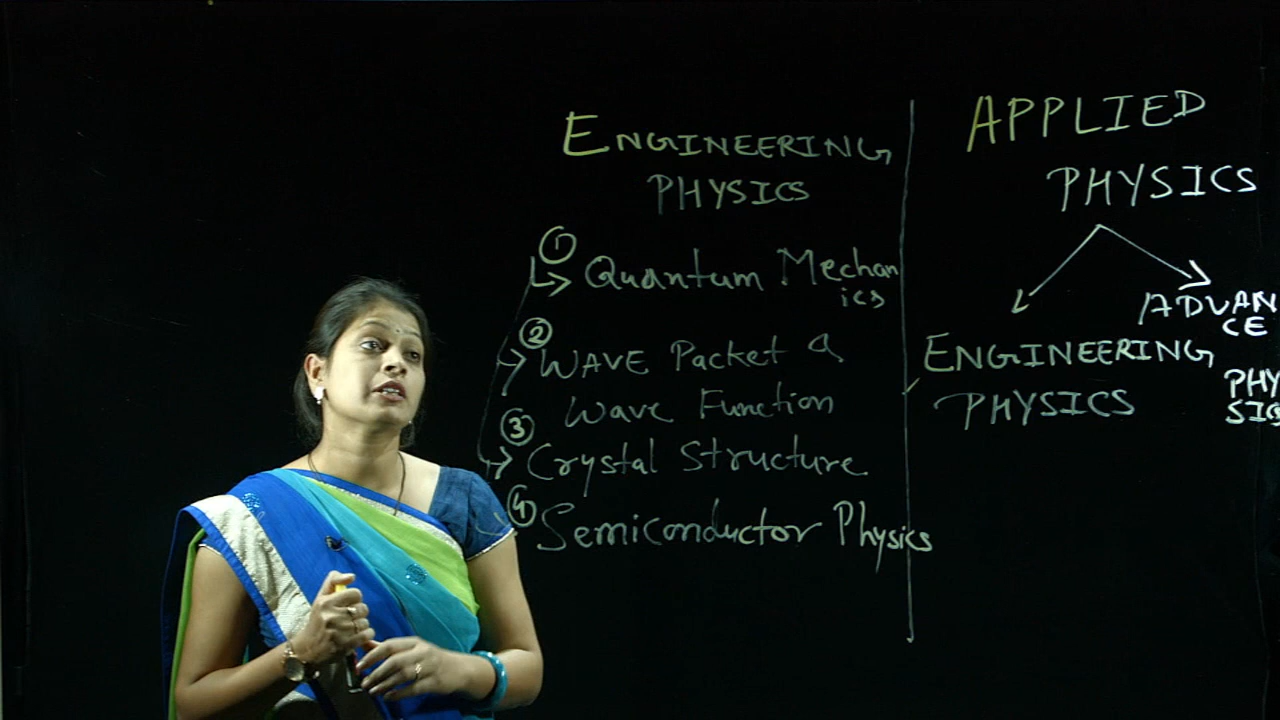 ENGINEERING
PHYSICS
① Quantum Mechan
ics
② WAVE Packet &
Wave Function
③ Crystal Structure
④ Semiconductor Physics
APPLIED
PHYSICS
ENGINEERING
PHYSICS
ADVAN
CE
PHY
SICS